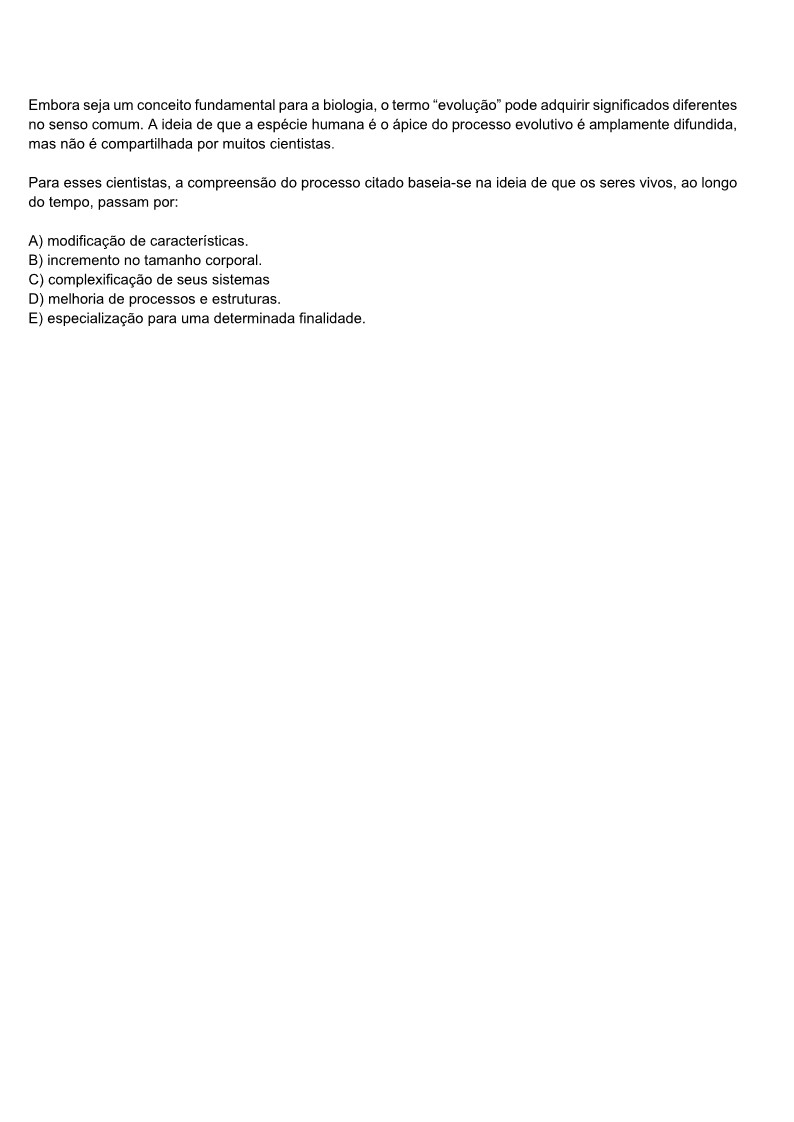 Embora seja um conceito fundamental para a biologia, o termo “evolução” pode adquirir significados diferentes
no senso comum. A ideia de que a espécie humana é o ápice do processo evolutivo é amplamente difundida,
mas não é compartilhada por muitos cientistas.
Para esses cientistas, a compreensão do processo citado baseia-se na ideia de que os seres vivos, ao longo
do tempo, passam por:
A) modificação de características.
B) incremento no tamanho corporal.
C) complexificação de seus sistemas
D) melhoria de processos e estruturas.
E) especialização para uma determinada finalidade.